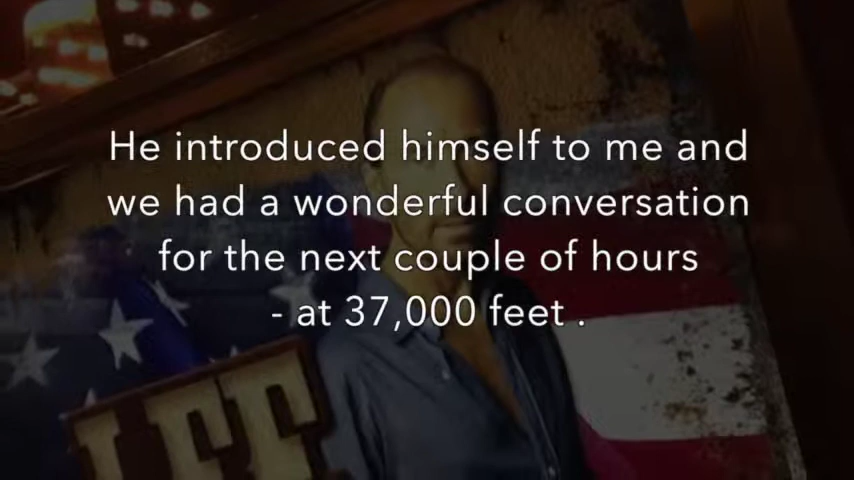 He introduced himself to me and
we had a wonderful conversation
for the next couple of hours
- at 37,000 feet .
LEE